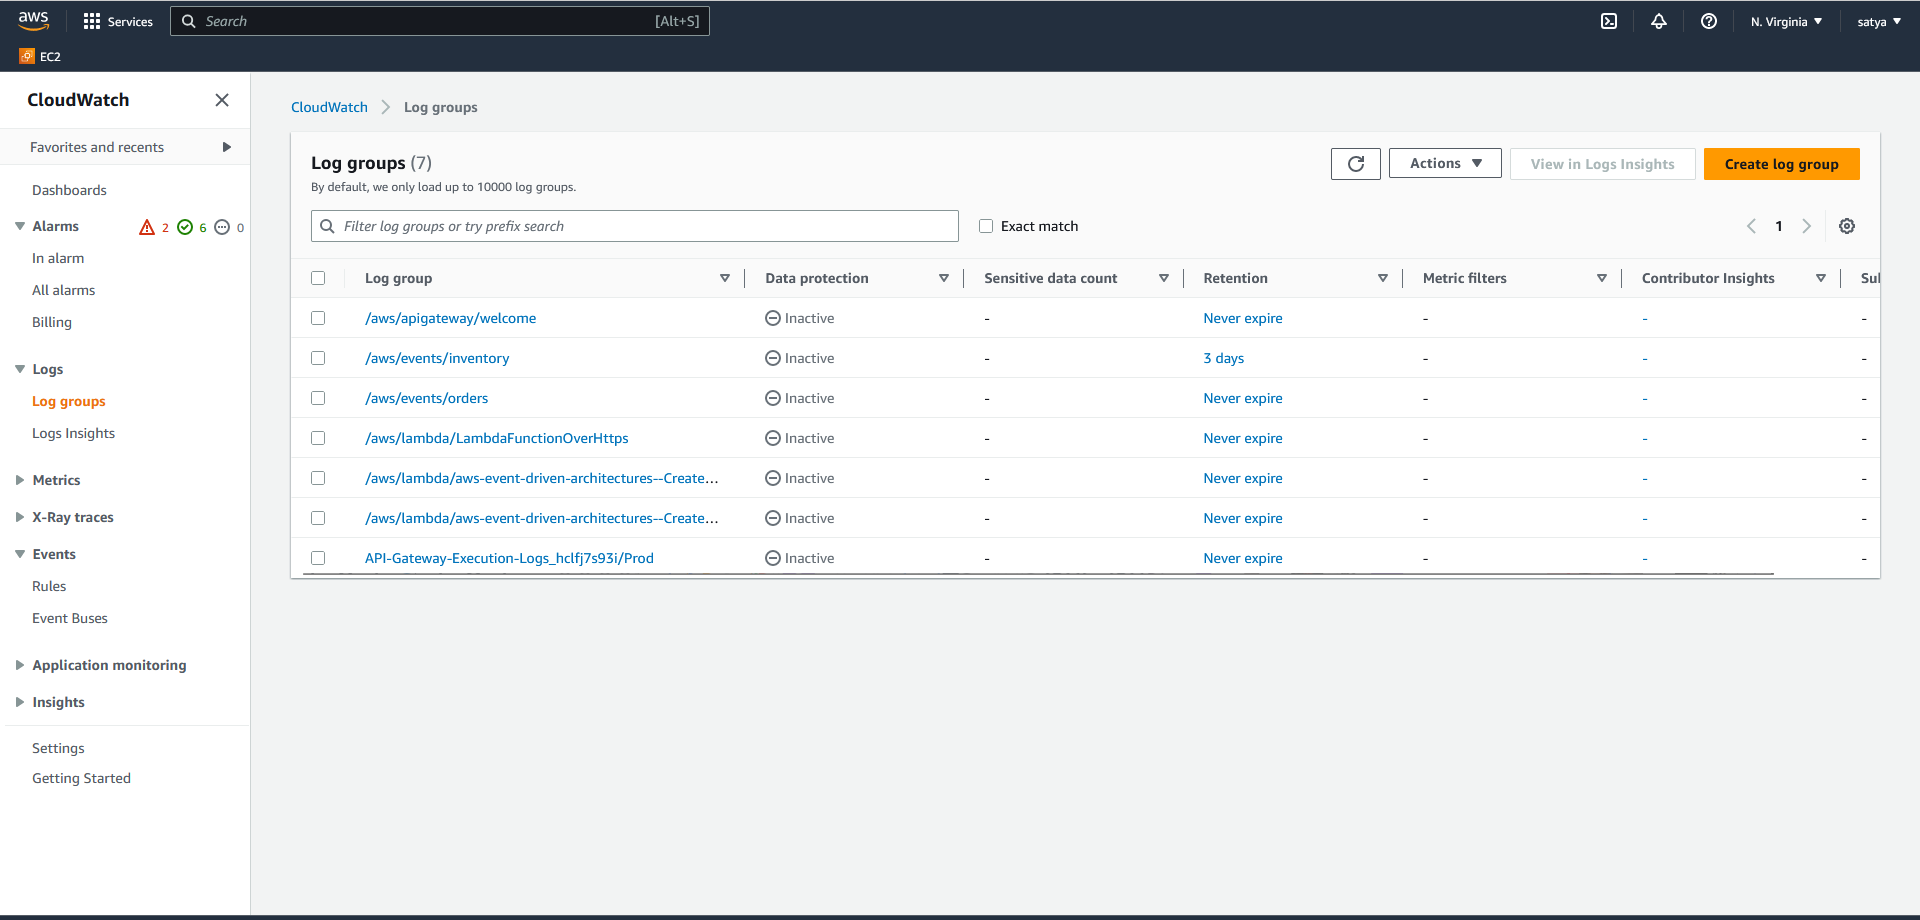 aws
Services
Search [Alt+S]
N. Virginia
satya
EC2
CloudWatch
Favorites and recents
Dashboards
Alarms 2 6 0
In alarm
All alarms
Billing
Logs
Log groups
Logs Insights
Metrics
X-Ray traces
Events
Rules
Event Buses
Application monitoring
Insights
Settings
Getting Started
CloudWatch Log groups
Log groups (7)
By default, we only load up to 10000 log groups.
Actions
View in Logs Insights
Create log group
Filter log groups or try prefix search
Exact match
1
Log group Data protection Sensitive data count Retention Metric filters Contributor Insights
/aws/apigateway/welcome Inactive - Never expire - - -
/aws/events/inventory Inactive - 3 days - - -
/aws/events/orders Inactive - Never expire - - -
/aws/lambda/LambdaFunctionOverHttps Inactive - Never expire - - -
/aws/lambda/aws-event-driven-architectures--Create... Inactive - Never expire - - -
/aws/lambda/aws-event-driven-architectures--Create... Inactive - Never expire - - -
API-Gateway-Execution-Logs_hclfj7s93i/Prod Inactive - Never expire - - -